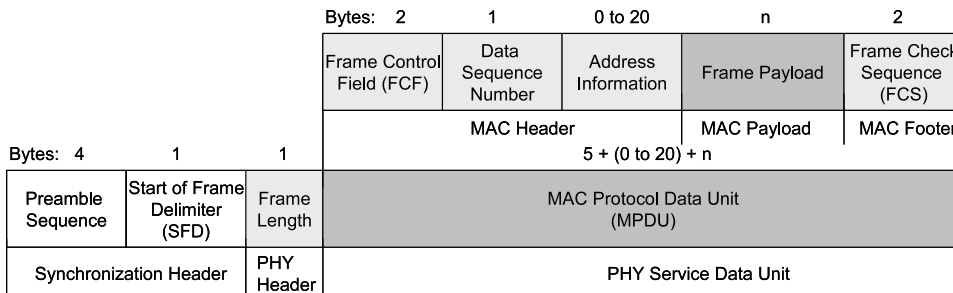 Bytes: 2 1 0 to 20 n 2
Frame Control Field (FCF)
Data Sequence Number
Address Information
Frame Payload
Frame Check Sequence (FCS)
MAC Header MAC Payload MAC Footer
Bytes: 4 1 1 5 + (0 to 20) + n
Preamble Sequence
Start of Frame Delimiter (SFD)
Frame Length
MAC Protocol Data Unit (MPDU)
Synchronization Header
PHY Header
PHY Service Data Unit